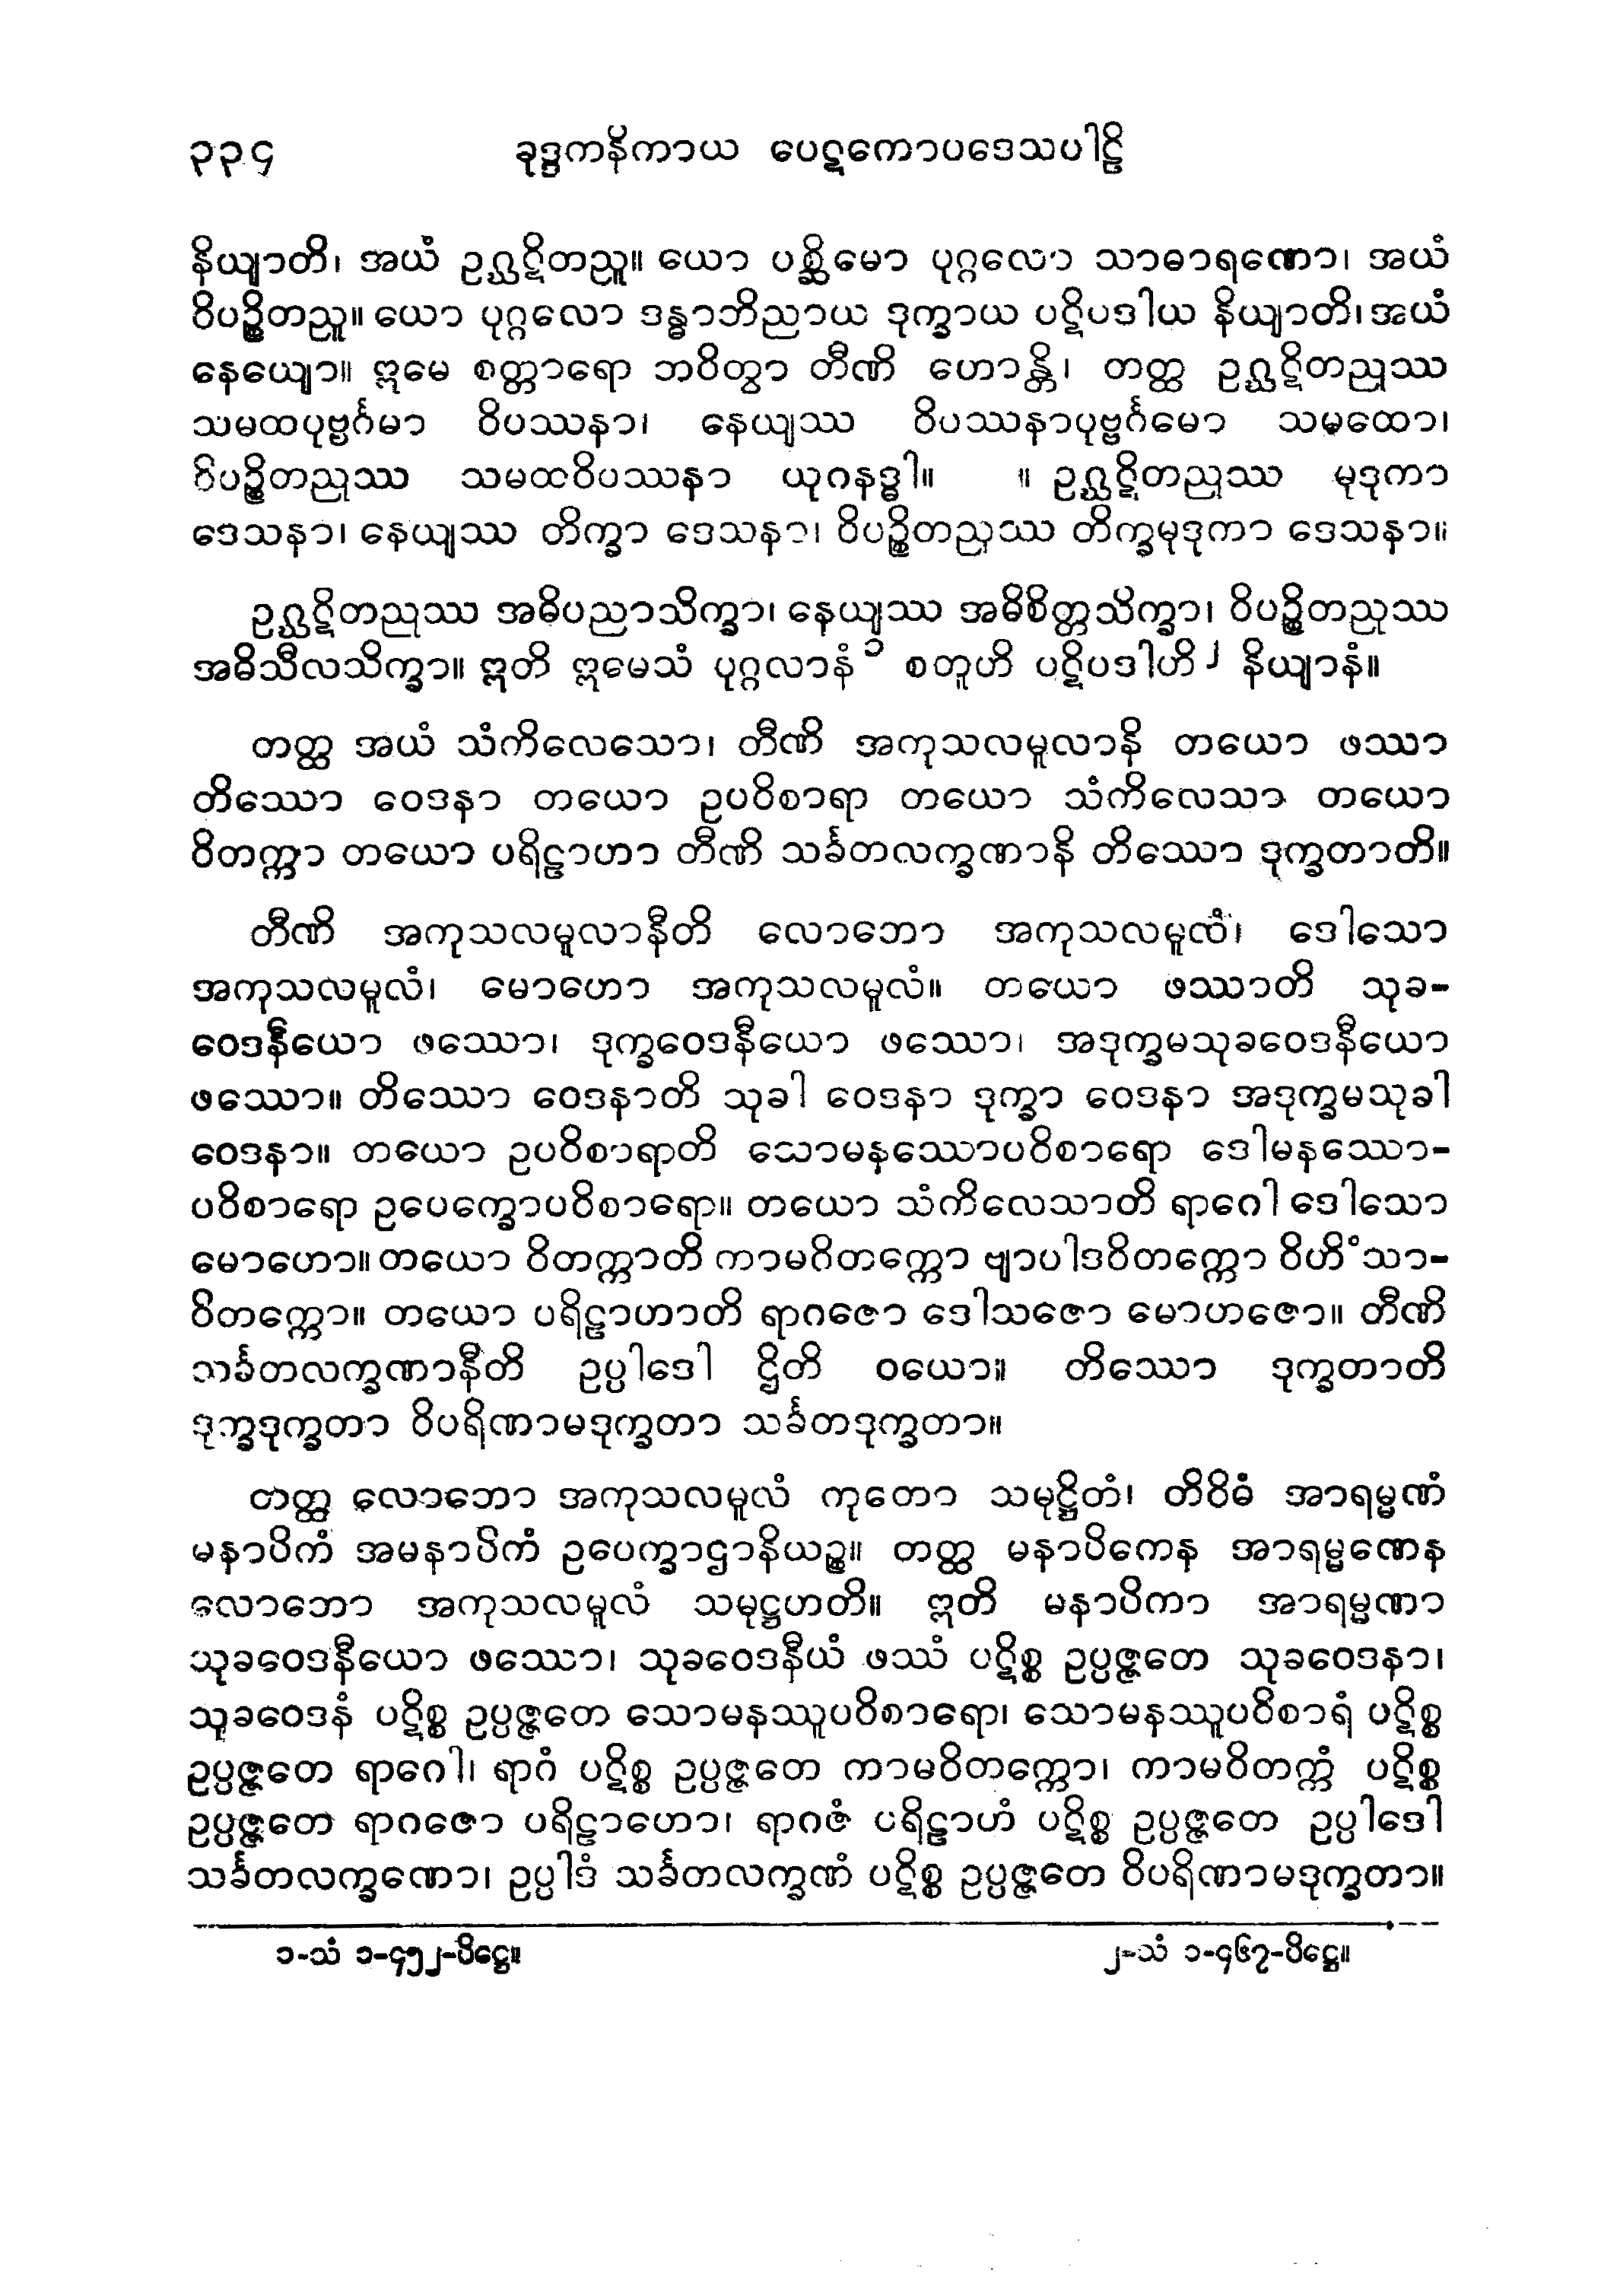 ၃၃၄ ခုဒ္ဒကနိကာယ ပေဋကောပဒေသပါဠိ
နိယျာတိ၊ အယံ ဥဂ္ဃဋိတညူ။ ယော ပစ္ဆိမော ပုဂ္ဂလော သာဓာရဏော၊ အယံ
ဝိပဉ္စိတညူ။ ယော ပုဂ္ဂလော ဒန္ဓာဘိညာယ ဒုက္ခာယ ပဋိပဒါယ နိယျာတိ၊ အယံ
နေယျော။ ဣမေ စတ္တာရော ဘဝိတွာ တီဏိ ဟောန္တိ၊ တတ္ထ ဥဂ္ဃဋိတညုဿ
သမထပုဗ္ဗင်္ဂမာ ဝိပဿနာ၊ နေယျဿ ဝိပဿနာပုဗ္ဗင်္ဂမော သမထော၊
ဝိပဉ္စိတညုဿ သမထဝိပဿနာ ယုဂနဒ္ဓါ။ ။ ဥဂ္ဃဋိတညုဿ မုဒုကာ
ဒေသနာ၊ နေယျဿ တိက္ခာ ဒေသနာ၊ ဝိပဉ္စိတညုဿ တိက္ခမုဒုကာ ဒေသနာ။
ဥဂ္ဃဋိတညုဿ အဓိပညာသိက္ခာ၊ နေယျဿ အဓိစိတ္တသိက္ခာ၊ ဝိပဉ္စိတညုဿ
အဓိသီလသိက္ခာ။ ဣတိ ဣမေသံ ပုဂ္ဂလာနံ ၁ စတူဟိ ပဋိပဒါဟိ ၂ နိယျာနံ။
တတ္ထ အယံ သံကိလေသော၊ တီဏိ အကုသလမူလာနိ တယော ဖဿာ
တိဿော ဝေဒနာ တယော ဥပဝိစာရာ တယော သံကိလေသာ တယော
ဝိတက္ကာ တယော ပရိဠာဟာ တီဏိ သင်္ခတလက္ခဏာနိ တိဿော ဒုက္ခတာတိ။
တီဏိ အကုသလမူလာနီတိ လောဘော အကုသလမူလံ၊ ဒေါသော
အကုသလမူလံ၊ မောဟော အကုသလမူလံ။ တယော ဖဿာတိ သုခ-
ဝေဒနီယော ဖဿော၊ ဒုက္ခဝေဒနီယော ဖဿော၊ အဒုက္ခမသုခဝေဒနီယော
ဖဿော။ တိဿော ဝေဒနာတိ သုခါ ဝေဒနာ ဒုက္ခာ ဝေဒနာ အဒုက္ခမသုခါ
ဝေဒနာ။ တယော ဥပဝိစာရာတိ သောမနဿောပဝိစာရော ဒေါမနဿော-
ပဝိစာရော ဥပေက္ခောပဝိစာရော။ တယော သံကိလေသာတိ ရာဂေါ ဒေါသော
မောဟော။ တယော ဝိတက္ကာတိ ကာမဝိတက္ကော ဗျာပါဒဝိတက္ကော ဝိဟိံသာ-
ဝိတက္ကော။ တယော ပရိဠာဟာတိ ရာဂဇော ဒေါသဇော မောဟဇော။ တီဏိ
သင်္ခတလက္ခဏာနီတိ ဥပ္ပါဒေါ ဌိတိ ဝယော။ တိဿော ဒုက္ခတာတိ
ဒုက္ခဒုက္ခတာ ဝိပရိဏာမဒုက္ခတာ သင်္ခတဒုက္ခတာ။
တတ္ထ လောဘော အကုသလမူလံ ကုတော သမုဋ္ဌိတံ၊ တိဝိဓံ အာရမ္မဏံ
မနာပိကံ အမနာပိကံ ဥပေက္ခာဌာနိယဉ္စ။ တတ္ထ မနာပိကေန အာရမ္မဏေန
လောဘော အကုသလမူလံ သမုဋ္ဌဟတိ။ ဣတိ မနာပိကာ အာရမ္မဏာ
သုခဝေဒနီယော ဖဿော၊ သုခဝေဒနီယံ ဖဿံ ပဋိစ္စ ဥပ္ပဇ္ဇတေ သုခဝေဒနာ၊
သုခဝေဒနံ ပဋိစ္စ ဥပ္ပဇ္ဇတေ သောမနဿူပဝိစာရော၊ သောမနဿူပဝိစာရံ ပဋိစ္စ
ဥပ္ပဇ္ဇတေ ရာဂေါ၊ ရာဂံ ပဋိစ္စ ဥပ္ပဇ္ဇတေ ကာမဝိတက္ကော၊ ကာမဝိတက္ကံ ပဋိစ္စ
ဥပ္ပဇ္ဇတေ ရာဂဇော ပရိဠာဟော၊ ရာဂဇံ ပရိဠာဟံ ပဋိစ္စ ဥပ္ပဇ္ဇတေ ဥပ္ပါဒေါ
သင်္ခတလက္ခဏော၊ ဥပ္ပါဒံ သင်္ခတလက္ခဏံ ပဋိစ္စ ဥပ္ပဇ္ဇတေ ဝိပရိဏာမဒုက္ခတာ။
၁-သံ ၁-၄၅၂-ပိဋ္ဌေ။ ၂-သံ ၁-၄၆၇-ပိဋ္ဌေ။